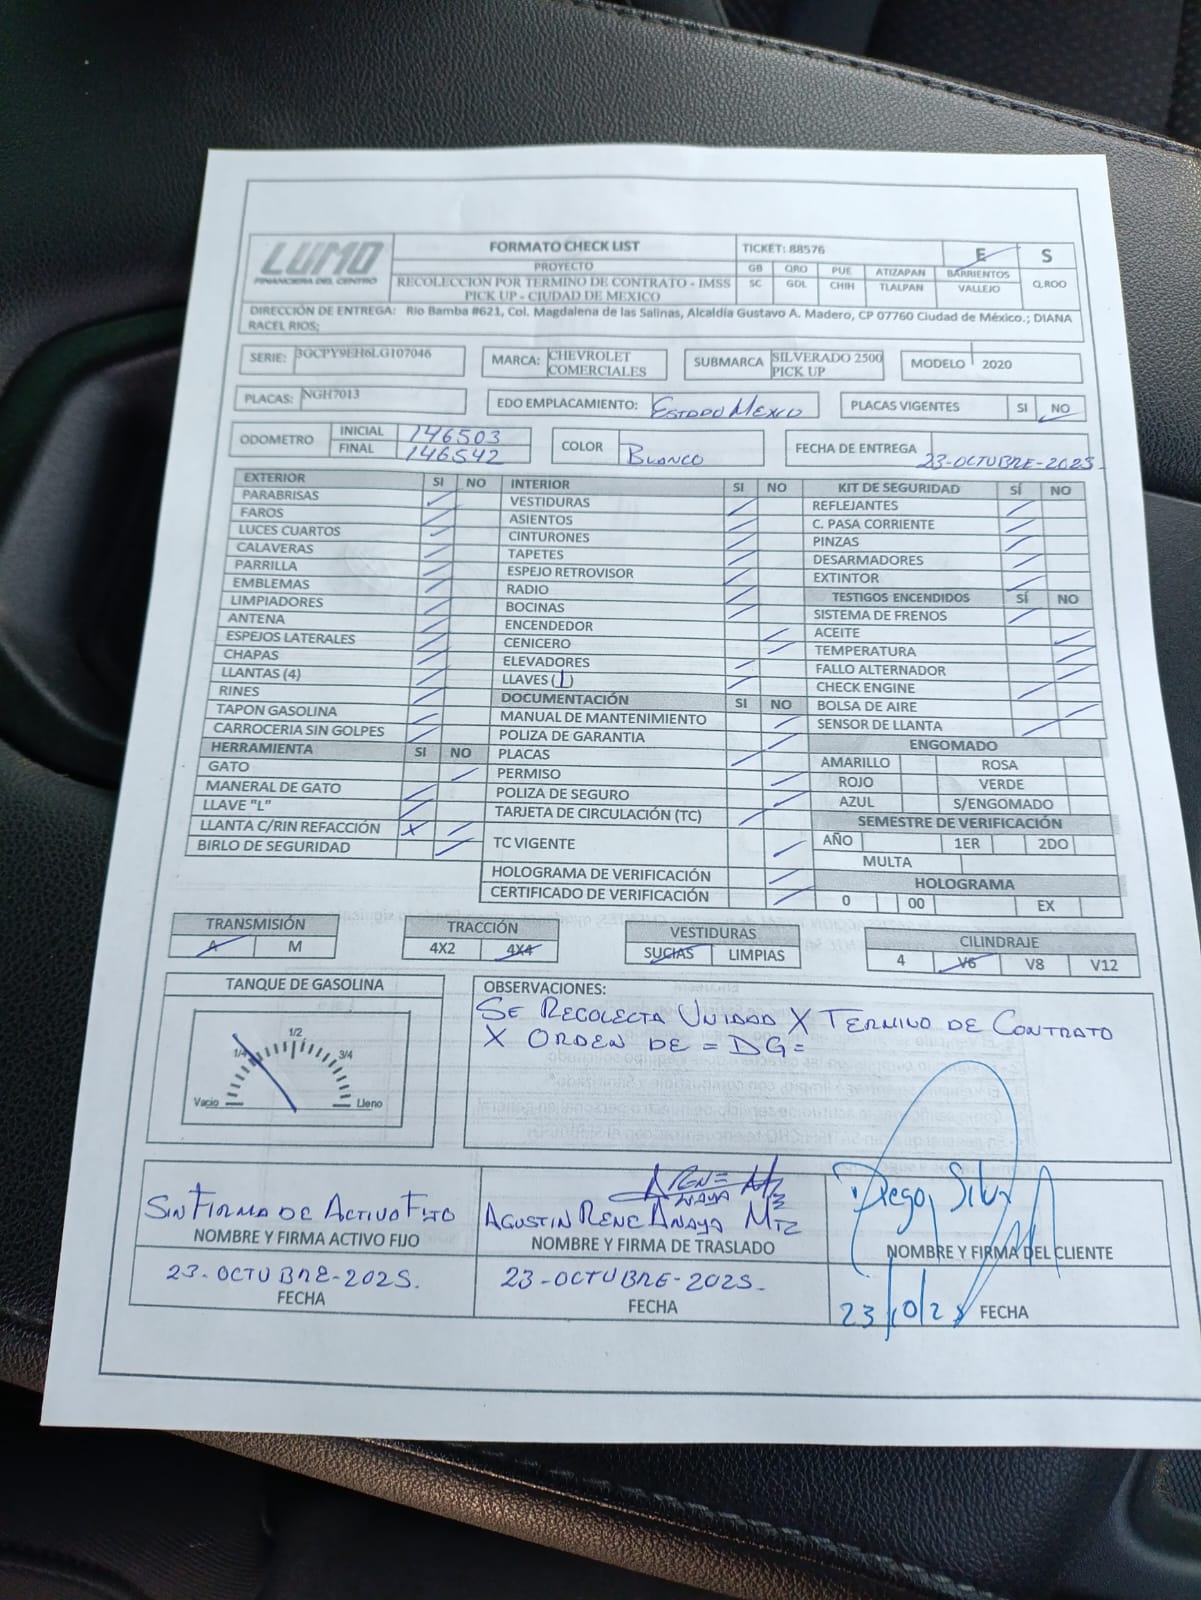 LUMO
FINANCIERA DEL CENTRO
FORMATO CHECK LIST
PROYECTO
RECOLECCION POR TERMINO DE CONTRATO - IMSS
PICK UP - CIUDAD DE MEXICO
TICKET: 88576 E S
GB QRO PUE ATIZAPAN BARRIENTOS Q.ROO
SC GDL CHIH TLALPAN VALLEJO
DIRECCIÓN DE ENTREGA: Rio Bamba #621, Col. Magdalena de las Salinas, Alcaldía Gustavo A. Madero, CP 07760 Ciudad de México.; DIANA
RACEL RIOS;
SERIE: 3GCPY9EH6LG107046 MARCA: CHEVROLET COMERCIALES SUBMARCA SILVERADO 2500 PICK UP MODELO 2020
PLACAS: NGH7013 EDO EMPLACAMIENTO: ESTADO MEXICO PLACAS VIGENTES SI NO
ODOMETRO INICIAL 146503 COLOR BLANCO FECHA DE ENTREGA 23-OCTUBRE-2025
FINAL 146542
EXTERIOR SI NO
PARABRISAS
FAROS
LUCES CUARTOS
CALAVERAS
PARRILLA
EMBLEMAS
LIMPIADORES
ANTENA
ESPEJOS LATERALES
CHAPAS
LLANTAS (4)
RINES
TAPON GASOLINA
CARROCERIA SIN GOLPES
HERRAMIENTA SI NO
GATO
MANERAL DE GATO
LLAVE "L"
LLANTA C/RIN REFACCIÓN X
BIRLO DE SEGURIDAD
INTERIOR SI NO
VESTIDURAS
ASIENTOS
CINTURONES
TAPETES
ESPEJO RETROVISOR
RADIO
BOCINAS
ENCENDEDOR
CENICERO
ELEVADORES
LLAVES (1)
DOCUMENTACIÓN SI NO
MANUAL DE MANTENIMIENTO
POLIZA DE GARANTIA
PLACAS
PERMISO
POLIZA DE SEGURO
TARJETA DE CIRCULACIÓN (TC)
TC VIGENTE
HOLOGRAMA DE VERIFICACIÓN
CERTIFICADO DE VERIFICACIÓN
KIT DE SEGURIDAD SÍ NO
REFLEJANTES
C. PASA CORRIENTE
PINZAS
DESARMADORES
EXTINTOR
TESTIGOS ENCENDIDOS SÍ NO
SISTEMA DE FRENOS
ACEITE
TEMPERATURA
FALLO ALTERNADOR
CHECK ENGINE
BOLSA DE AIRE
SENSOR DE LLANTA
ENGOMADO
AMARILLO ROSA
ROJO VERDE
AZUL S/ENGOMADO
SEMESTRE DE VERIFICACIÓN
AÑO 1ER 2DO
MULTA
HOLOGRAMA
0 00 EX
TRANSMISIÓN
A M
TRACCIÓN
4X2 4X4
VESTIDURAS
SUCIAS LIMPIAS
CILINDRAJE
4 V6 V8 V12
TANQUE DE GASOLINA
1/2
1/4 3/4
Vacio Lleno
OBSERVACIONES:
SE RECOLECTA UNIDAD X TERMINO DE CONTRATO
X ORDEN DE = DG =
SIN FIRMA DE ACTIVO FIJO
NOMBRE Y FIRMA ACTIVO FIJO
23-OCTUBRE-2025.
FECHA
AGUSTIN RENE ANAYA MTZ
NOMBRE Y FIRMA DE TRASLADO
23-OCTUBRE-2025.
FECHA
Diego Silva
NOMBRE Y FIRMA DEL CLIENTE
23/10/25 FECHA